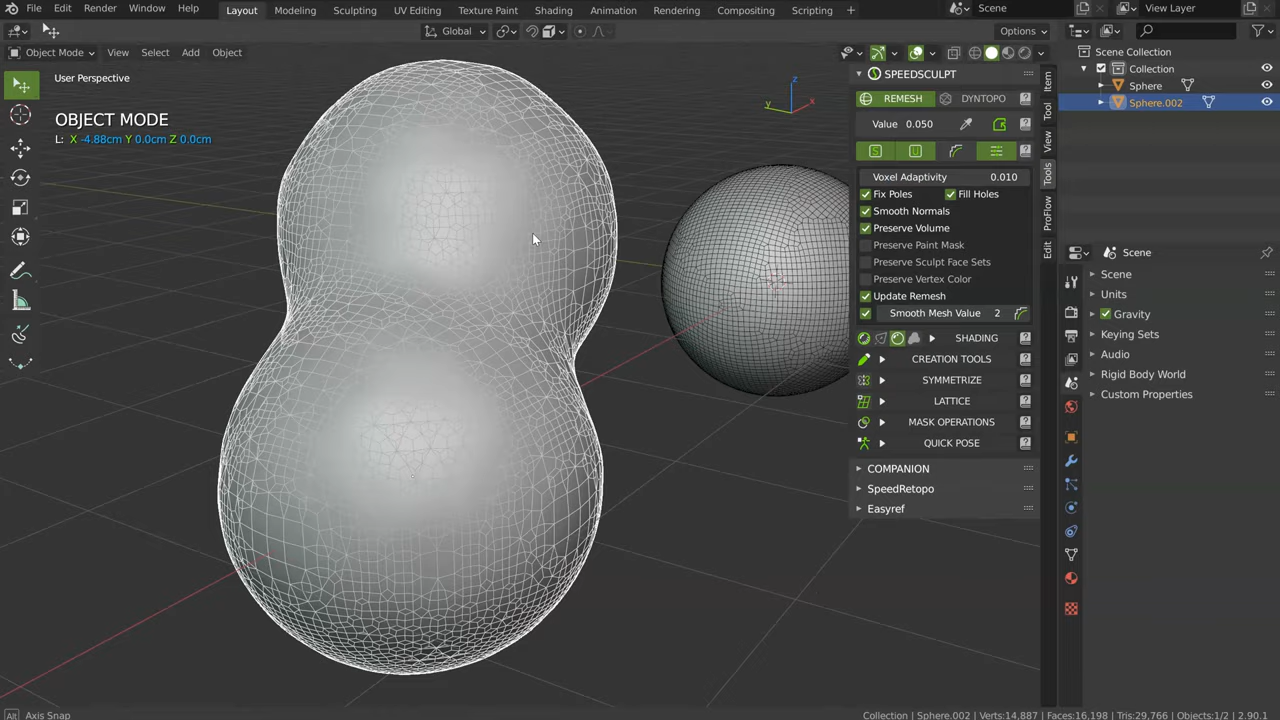 File Edit Render Window Help Layout Modeling Sculpting UV Editing Texture Paint Shading Animation Rendering Compositing Scripting + Scene View Layer
Global Options
Object Mode View Select Add Object
User Perspective
OBJECT MODE
L: X -4.88cm Y 0.0cm Z 0.0cm
z
y x
SPEEDSCULPT
REMESH DYNTOPO
Value 0.050
S U
Voxel Adaptivity 0.010
Fix Poles Fill Holes
Smooth Normals
Preserve Volume
Preserve Paint Mask
Preserve Sculpt Face Sets
Preserve Vertex Color
Update Remesh
Smooth Mesh Value 2
SHADING
CREATION TOOLS
SYMMETRIZE
LATTICE
MASK OPERATIONS
QUICK POSE
COMPANION
SpeedRetopo
Easyref
Item
Tool
View
Tools
ProFlow
Edit
Scene Collection
Collection
Sphere
Sphere.002
Scene
Scene
Units
Gravity
Keying Sets
Audio
Rigid Body World
Custom Properties
Alt Axis Snap
Collection | Sphere.002 | Verts:14,887 | Faces:16,198 | Tris:29,766 | Objects:1/2 | 2.90.1